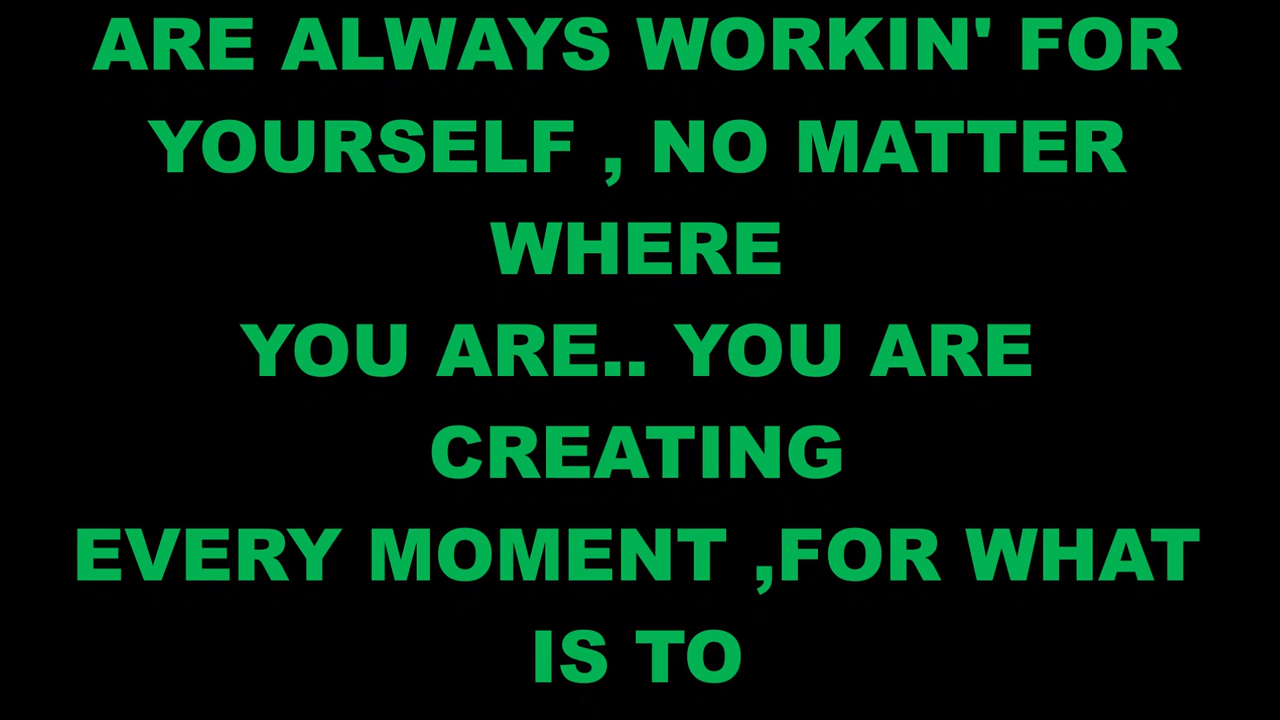 ARE ALWAYS WORKIN' FOR
YOURSELF , NO MATTER
WHERE
YOU ARE.. YOU ARE
CREATING
EVERY MOMENT ,FOR WHAT
IS TO